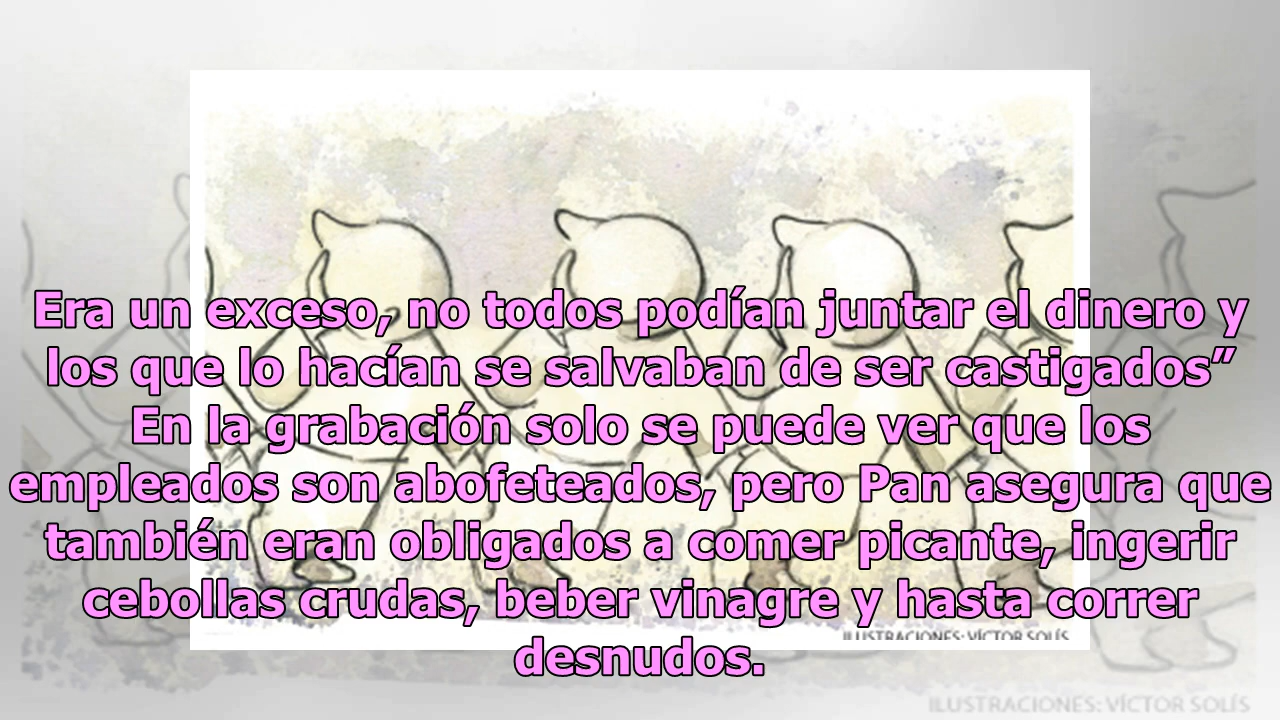 Era un exceso, no todos podían juntar el dinero y
los que lo hacían se salvaban de ser castigados”
En la grabación solo se puede ver que los
empleados son abofeteados, pero Pan asegura que
también eran obligados a comer picante, ingerir
cebollas crudas, beber vinagre y hasta correr
ILUSTRACIONES: VÍCTOR SOLÍS
desnudos.
ILUSTRACIONES: VÍCTOR SOLÍS